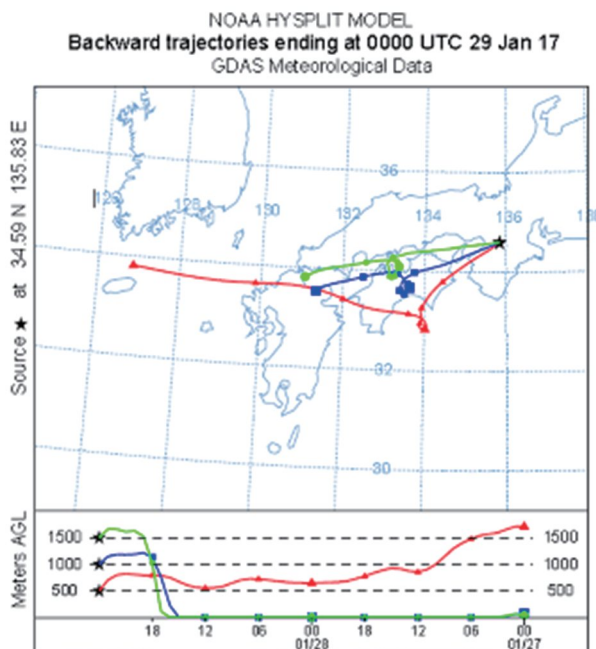 NOAA HYSPLIT MODEL
Backward trajectories ending at 0000 UTC 29 Jan 17
GDAS Meteorological Data
Source ★ at 34.59 N 135.83 E
36
128
130
132
134
136
32
30
Meters AGL
1500
1000
500
1500
1000
500
18 12 06 00 18 12 06 00
01/28 01/27